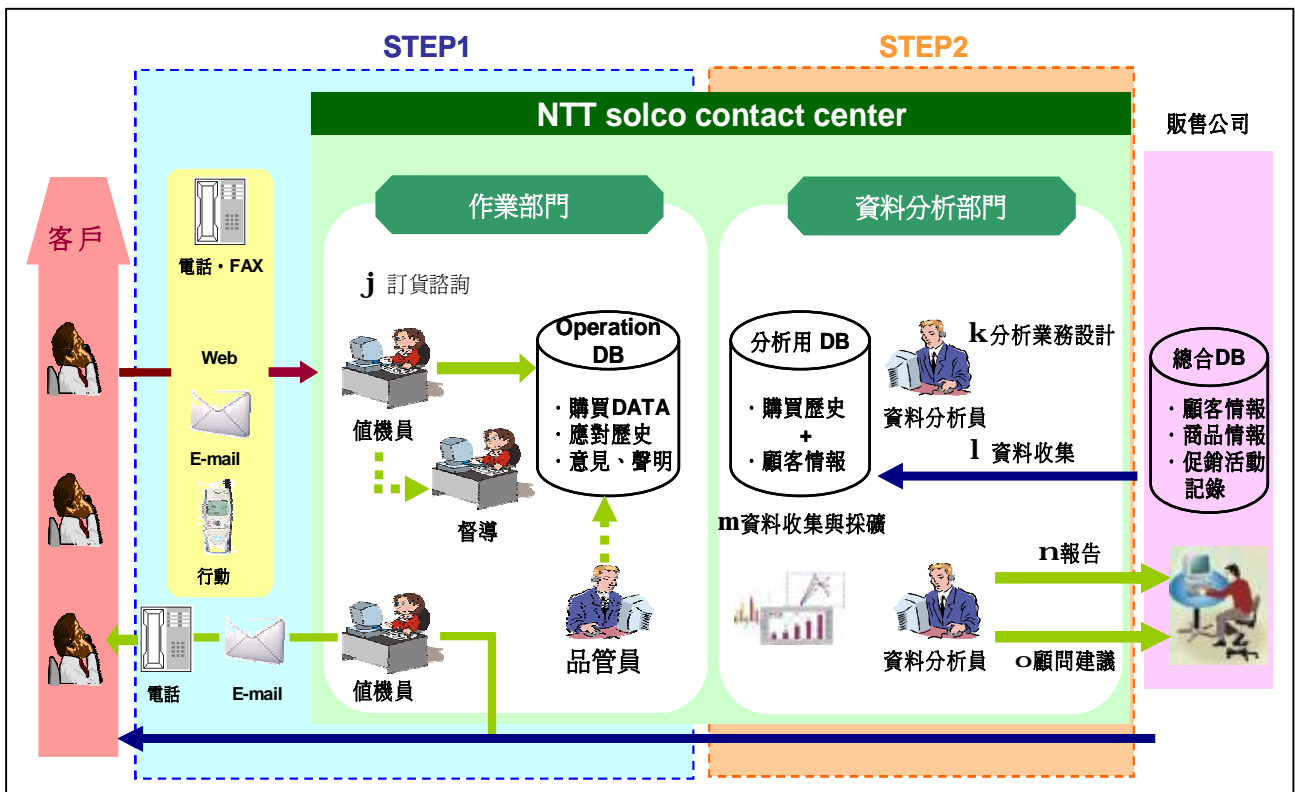 STEP1
STEP2
NTT solco contact center
販售公司
客戶
電話・FAX
Web
E-mail
行動
電話
E-mail
作業部門
j 訂貨諮詢
值機員
督導
Operation
DB
・購買DATA
・應對歷史
・意見、聲明
值機員
品管員
資料分析部門
分析用 DB
・購買歷史
+
・顧客情報
k分析業務設計
資料分析員
l 資料收集
m資料收集與採礦
n報告
資料分析員
o顧問建議
總合DB
・顧客情報
・商品情報
・促銷活動
記錄